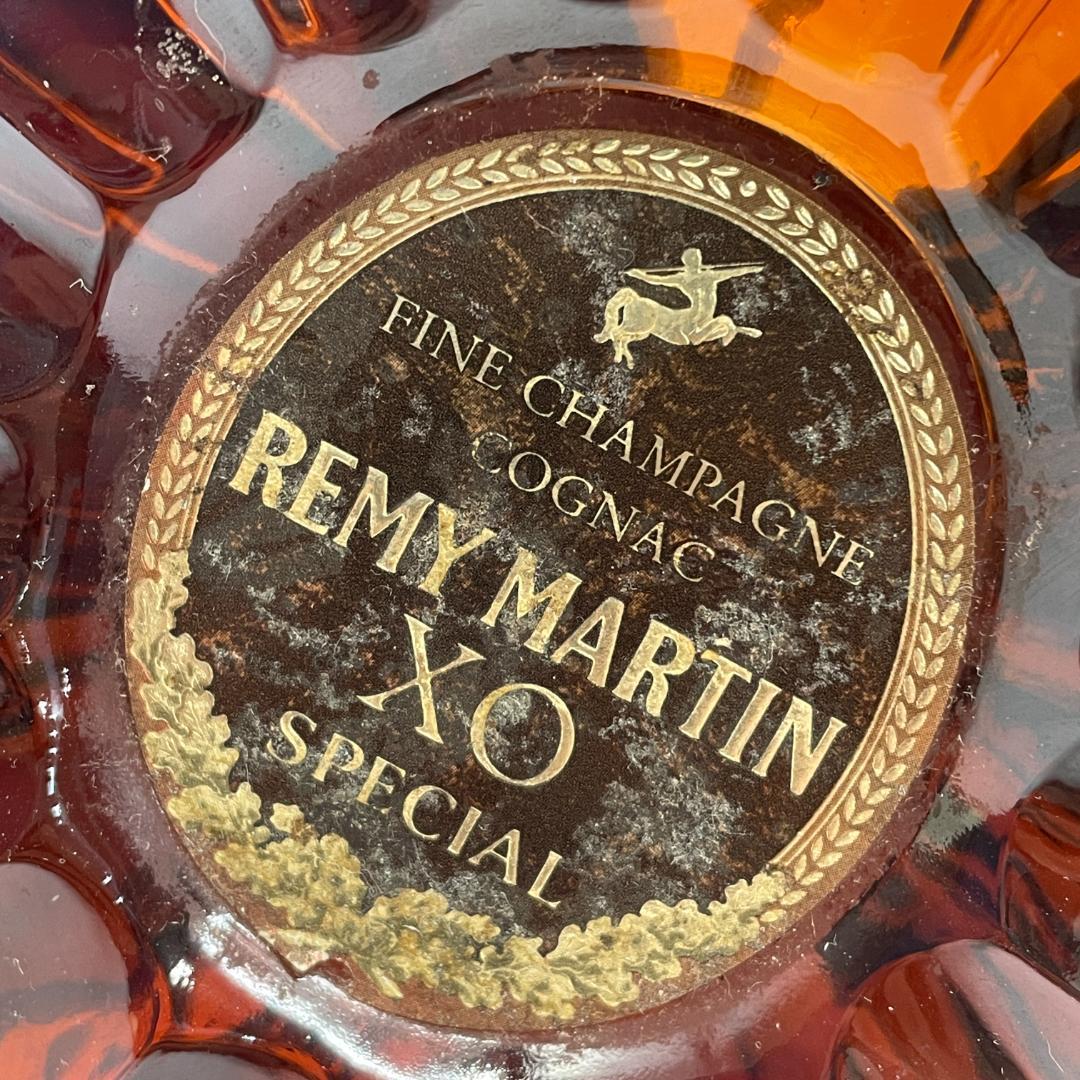 FINE CHAMPAGNE
COGNAC
REMY MARTIN
XO
SPECIAL